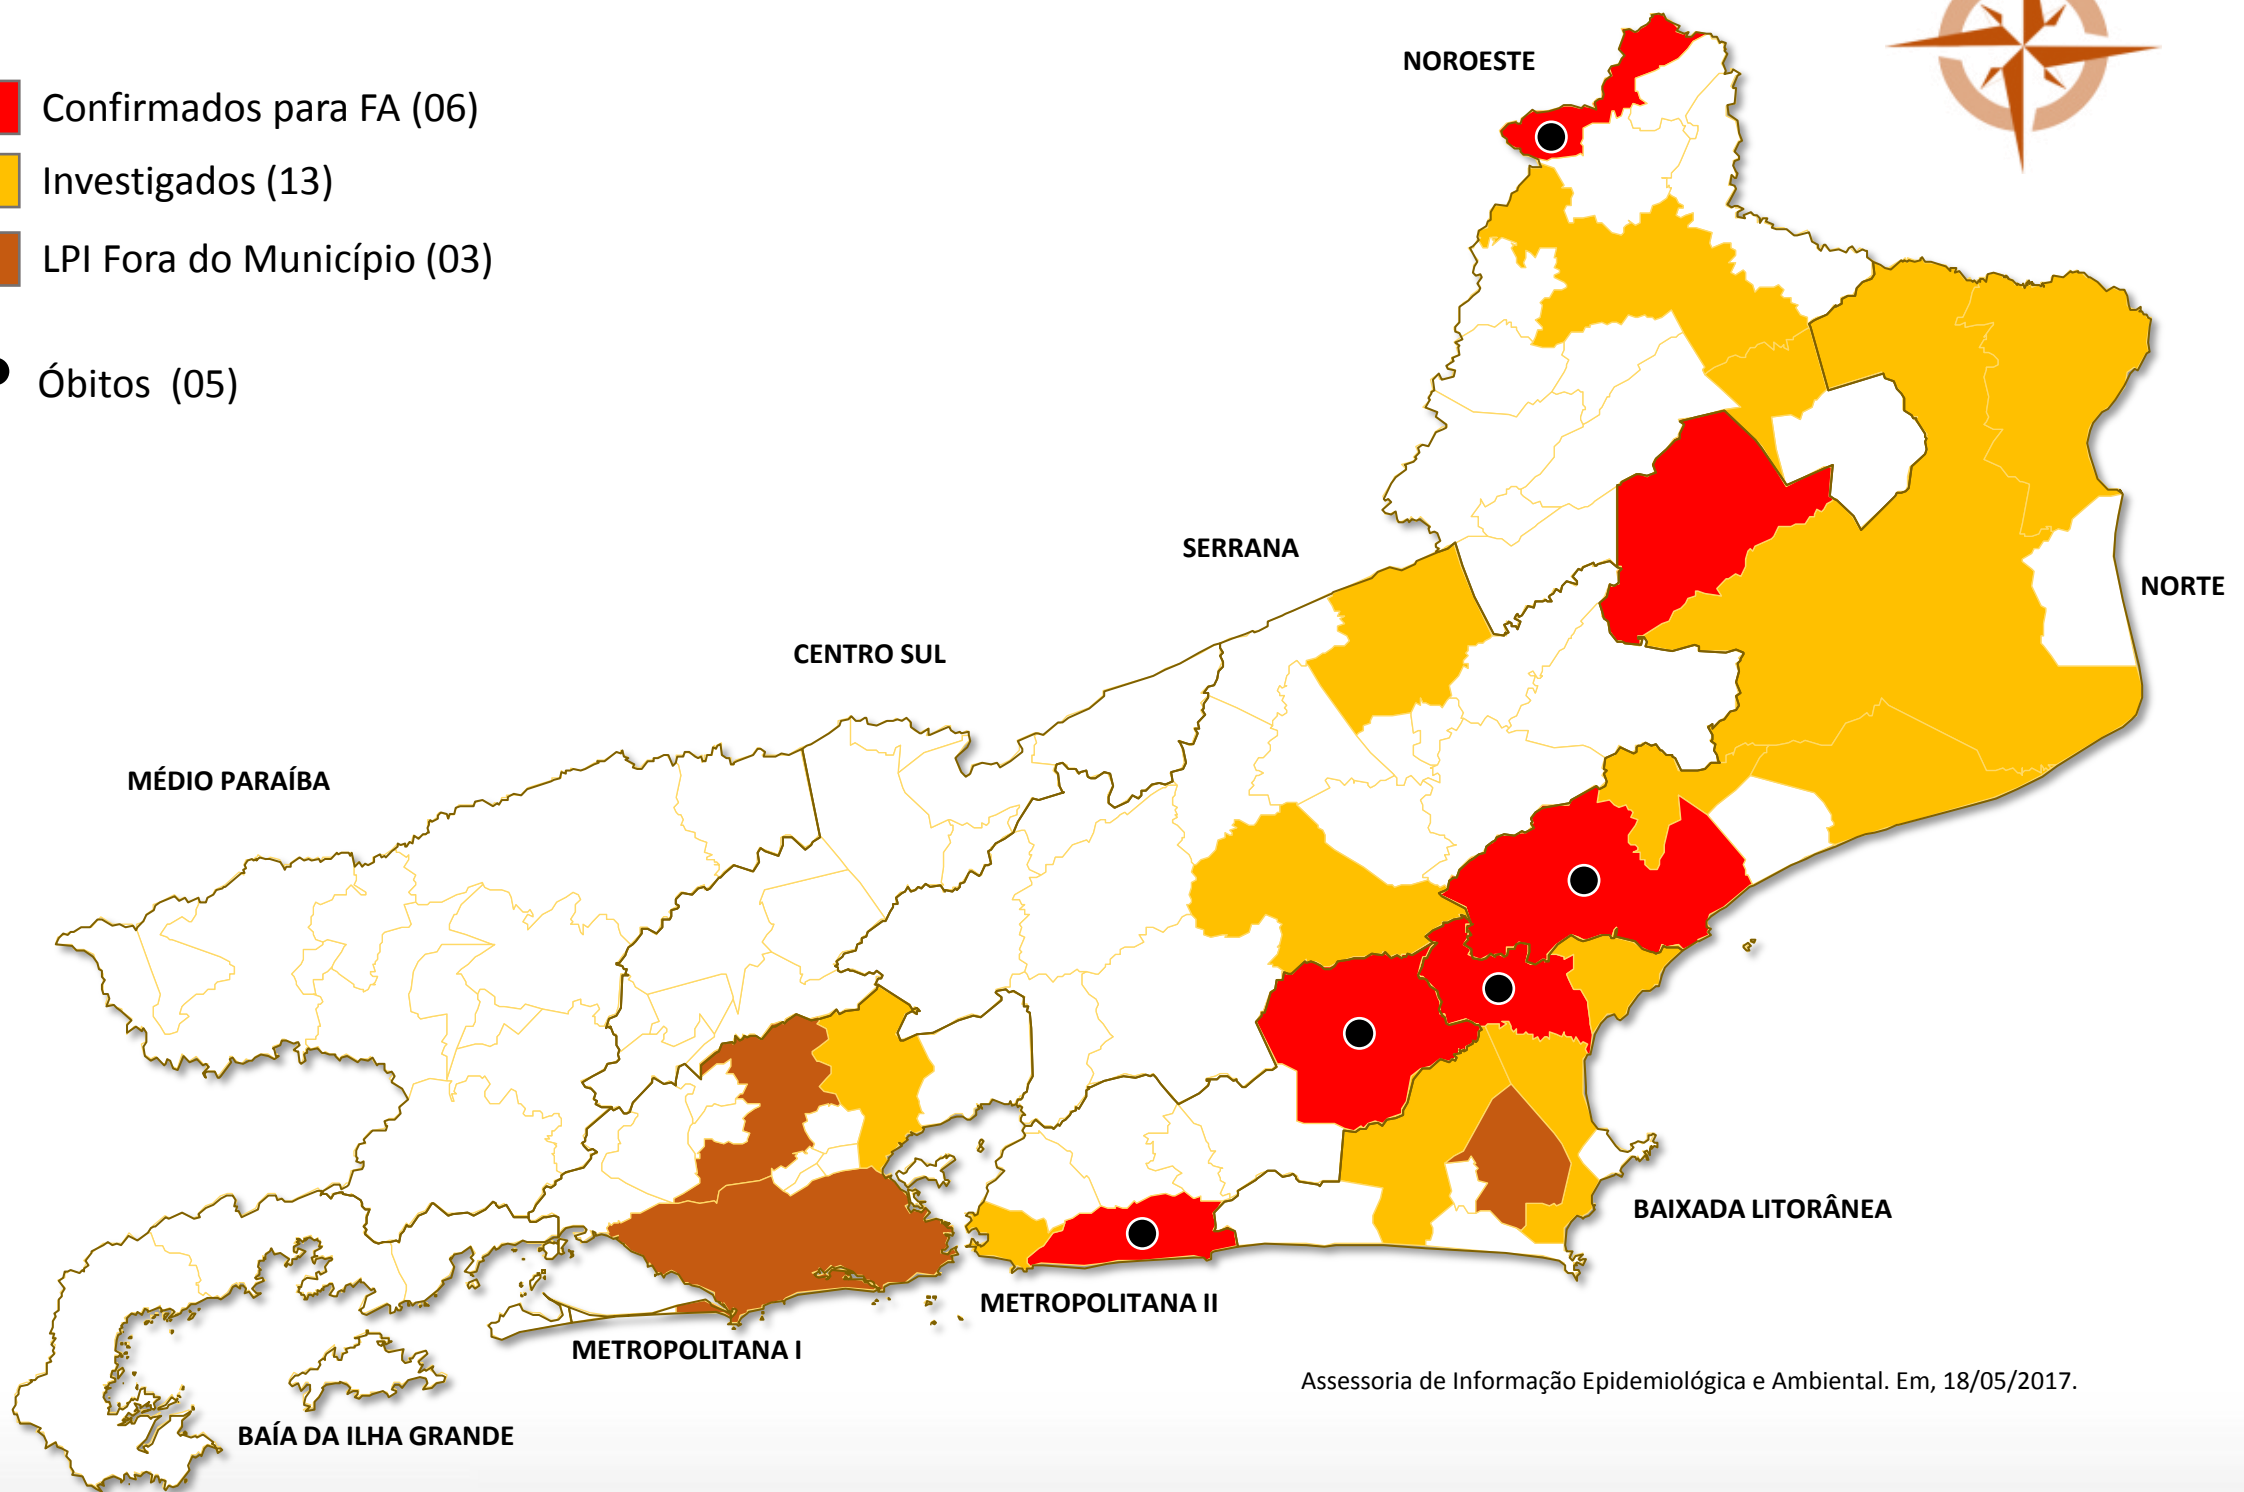 NOROESTE
Confirmados para FA (06)
Investigados (13)
LPI Fora do Município (03)
Óbitos (05)
SERRANA
NORTE
CENTRO SUL
MÉDIO PARAÍBA
BAIXADA LITORÂNEA
METROPOLITANA II
METROPOLITANA I
Assessoria de Informação Epidemiológica e Ambiental. Em, 18/05/2017.
BAÍA DA ILHA GRANDE